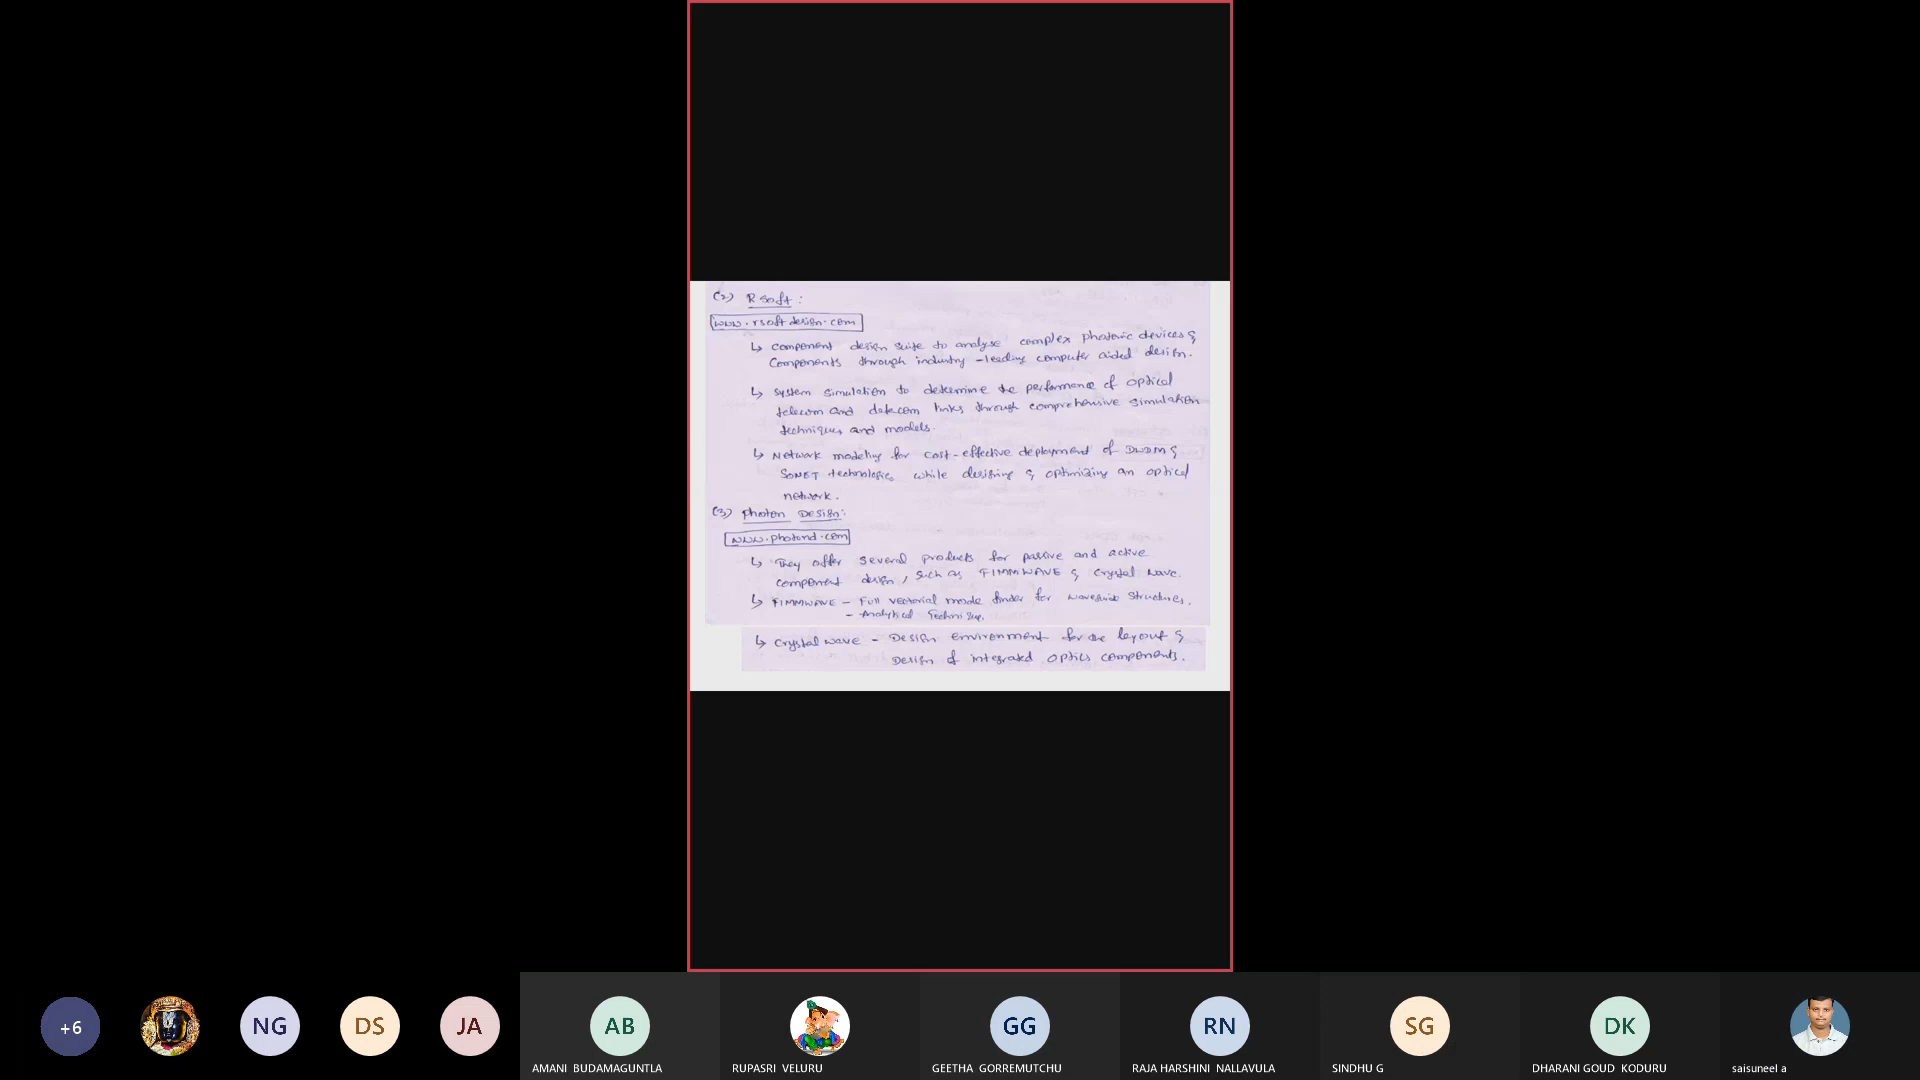 (2) R soft :
www.rsoftdesign.com
↳ component design suite to analyse complex photonic devices &
components through industry -leading computer aided design.
↳ system simulation to determine the performance of optical
telecom and datacom links through comprehensive simulation
techniques and models.
↳ Network modeling for cost-effective deployment of DWDM &
SONET technologies while designing & optimizing an optical
network.
(3) Photon Design:
www.photond.com
↳ They offer several products for passive and active
component design, such as FIMMWAVE & Crystal wave.
↳ FIMMWAVE - Full vectorial mode finder for waveguide structures.
- Analytical Technique.
↳ Crystal wave - Design environment for the layout &
Design of integrated optics components.
+6
NG
DS
JA
AB
GG
RN
SG
DK
AMANI BUDAMAGUNTLA
RUPASRI VELURU
GEETHA GORREMUTCHU
RAJA HARSHINI NALLAVULA
SINDHU G
DHARANI GOUD KODURU
saisuneel a